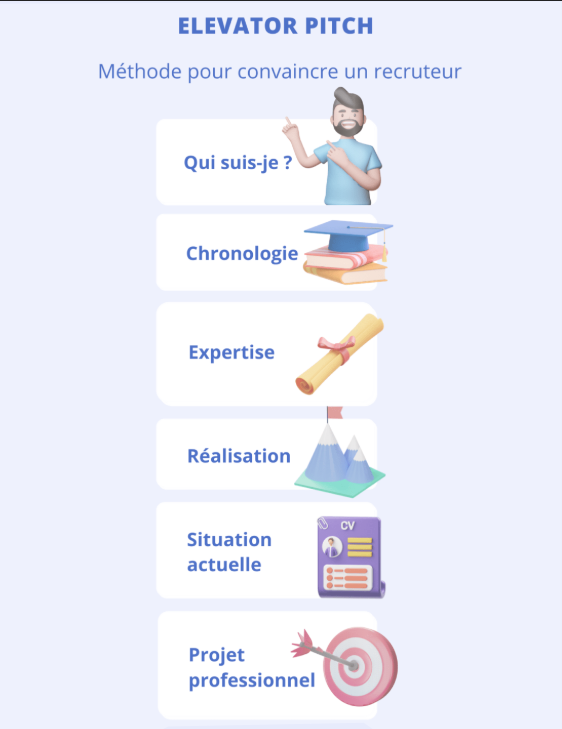 ELEVATOR PITCH
Méthode pour convaincre un recruteur
Qui suis-je ?
Chronologie
Expertise
Réalisation
CV
Situation
actuelle
Projet
professionnel